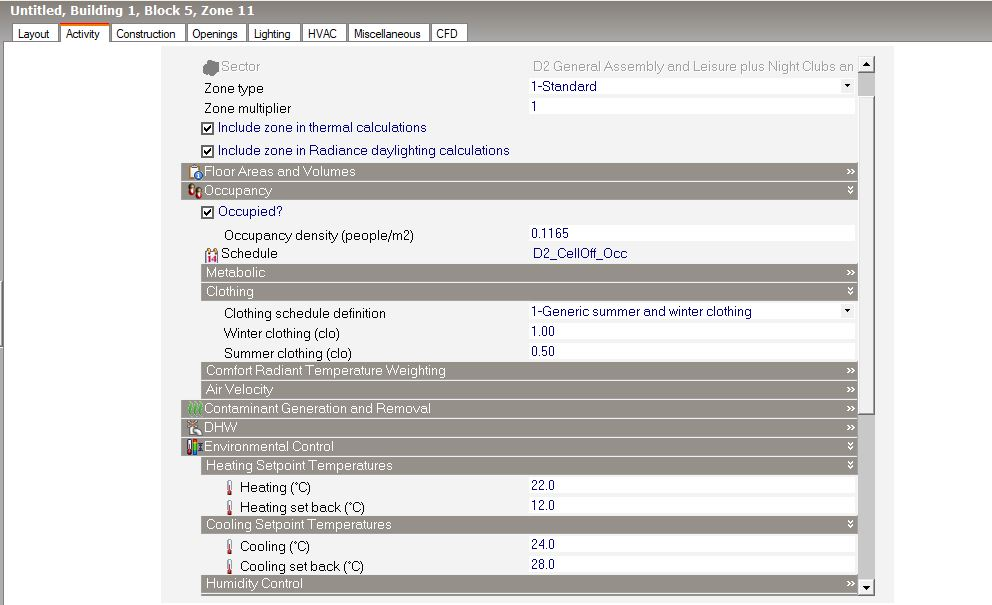 Untitled, Building 1, Block 5, Zone 11
Layout Activity Construction Openings Lighting HVAC Miscellaneous CFD
Sector D2 General Assembly and Leisure plus Night Clubs an
Zone type 1-Standard
Zone multiplier 1
Include zone in thermal calculations
Include zone in Radiance daylighting calculations
Floor Areas and Volumes »
Occupancy
Occupied?
Occupancy density (people/m2) 0.1165
Schedule D2_CellOff_Occ
Metabolic »
Clothing
Clothing schedule definition 1-Generic summer and winter clothing
Winter clothing (clo) 1.00
Summer clothing (clo) 0.50
Comfort Radiant Temperature Weighting »
Air Velocity »
Contaminant Generation and Removal »
DHW »
Environmental Control
Heating Setpoint Temperatures
Heating (°C) 22.0
Heating set back (°C) 12.0
Cooling Setpoint Temperatures
Cooling (°C) 24.0
Cooling set back (°C) 28.0
Humidity Control »